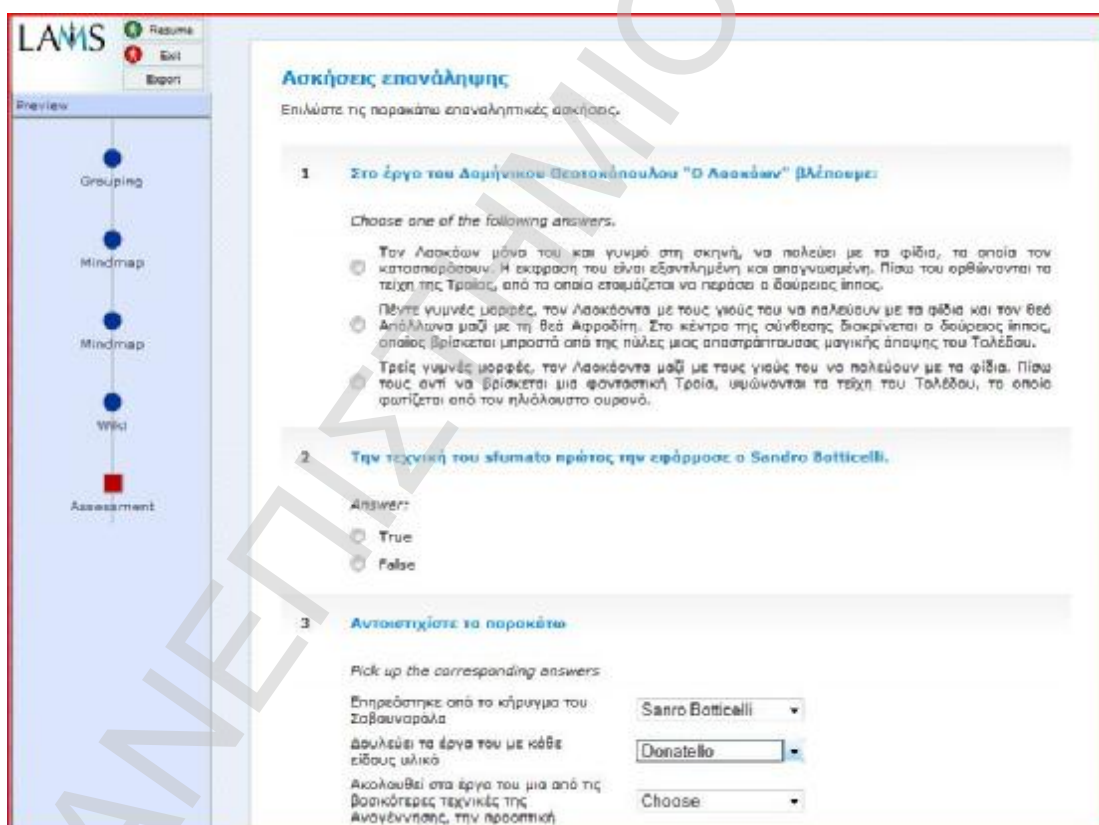 LAMS
Resume
Exit
Export
Preview
Grouping
Mindmap
Mindmap
Wiki
Assessment
Ασκήσεις επανάληψης
Επιλύστε τις παρακάτω επαναληπτικές ασκήσεις.
1 Στο έργο του Δομήνικου Θεοτοκόπουλου "Ο Λαοκόων" βλέπουμε:
Choose one of the following answers.
Τον Λαοκόων μόνο του και γυμνό στη σκηνή, να παλεύει με τα φίδια, τα οποία τον
κατασπαράσουν. Η εκφραση του είναι εξαντλημένη και απαγνωσμένη. Πίσω του ορθώνονται τα
τείχη της Τροίας, από τα οποία ετοιμάζεται να περάσει ο δούρειος ίππος.
Πέντε γυμνές μορφές, τον Λαοκόοντα με τους γιούς του να παλεύουν με τα φίδια και τον θεό
Απόλλωνα μαζί με τη θεά Αφροδίτη. Στο κέντρο της σύνθεσης διακρίνεται ο δούρειος ίππος,
οποίος βρίσκεται μπροστά από της πύλες μιας απαστράπτουσας μαγικής άποψης του Τολέδου.
Τρείς γυμνές μορφές, τον Λαοκόοντα μαζί με τους γιούς του να παλεύουν με τα φίδια. Πίσω
τους αντί να βρίσκεται μια φανταστική Τροία, υψώνονται τα τείχη του Τολέδου, το οποίο
φωτίζεται από τον ηλιόλουστο ουρανό.
2 Την τεχνική του sfumato πρώτος την εφάρμοσε ο Sandro Botticelli.
Answer:
True
False
3 Αντιστιχίστε τα παρακάτω
Pick up the corresponding answers
Επηρεάστηκε από το κήρυγμα του
Σαβαυναρόλα
Sanro Botticelli
Δουλεύει τα έργα του με κάθε
είδους υλικό
Donatello
Ακολουθεί στα έργα του μια από τις
βασικότερες τεχνικές της
Αναγέννησης, την προοπτική
Choose